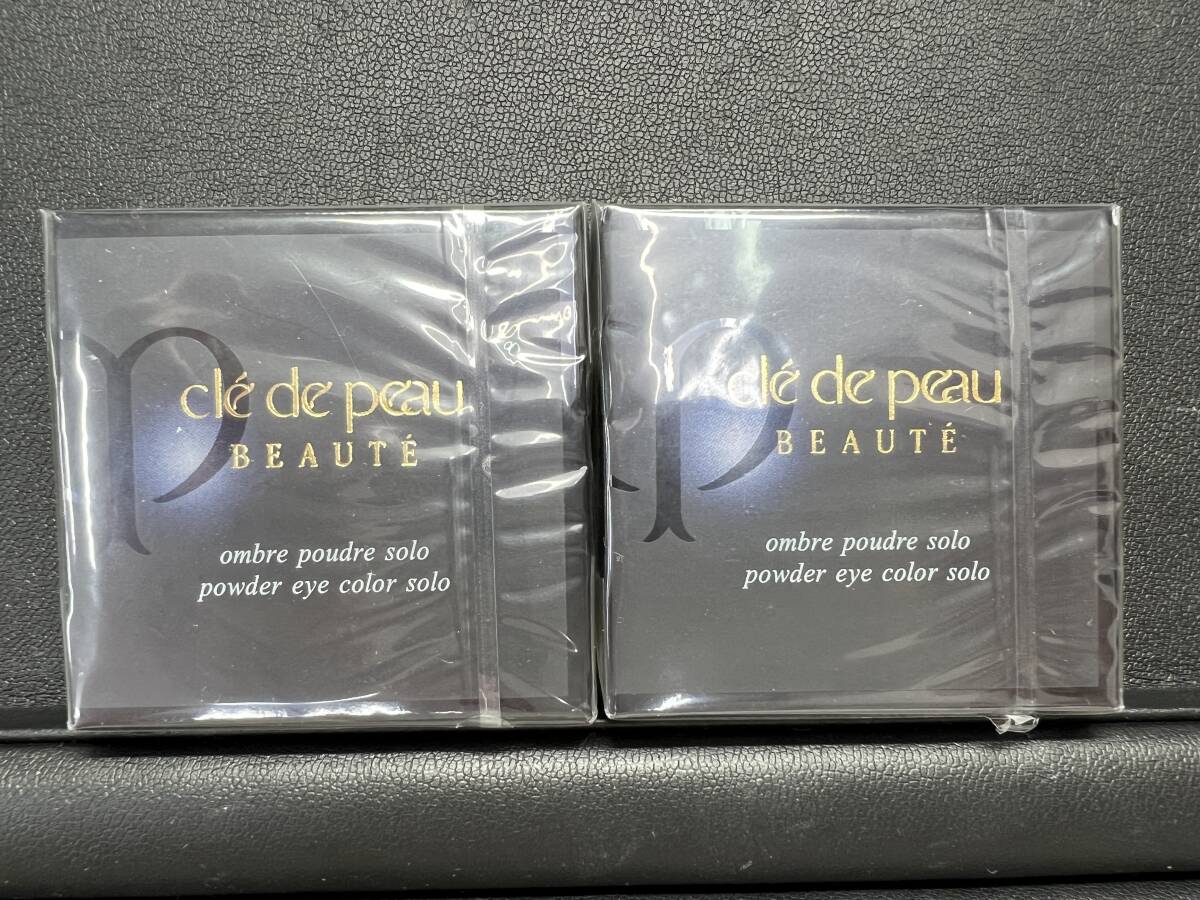 clé de peau
BEAUTÉ
ombre poudre solo
powder eye color solo
clé de peau
BEAUTÉ
ombre poudre solo
powder eye color solo